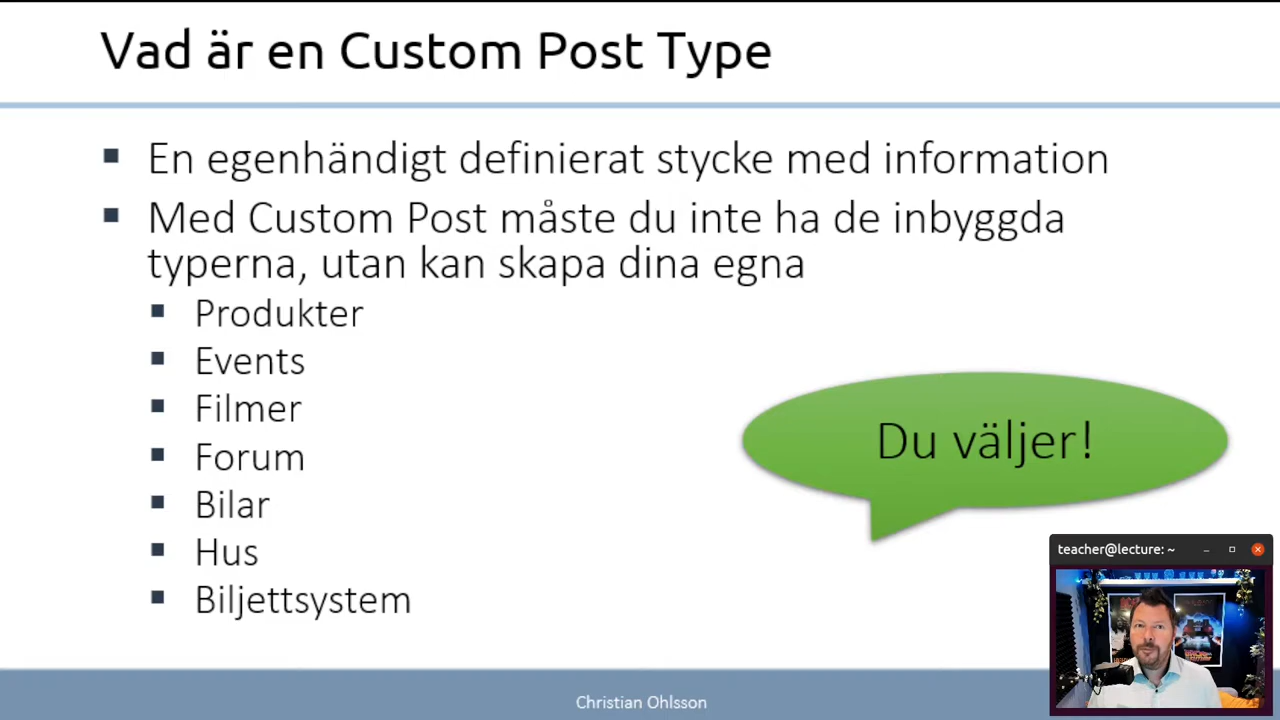 Vad är en Custom Post Type
En egenhändigt definierat stycke med information
Med Custom Post måste du inte ha de inbyggda
typerna, utan kan skapa dina egna
Produkter
Events
Filmer
Forum
Bilar
Hus
Biljettsystem
Du väljer!
teacher@lecture: ~
Christian Ohlsson